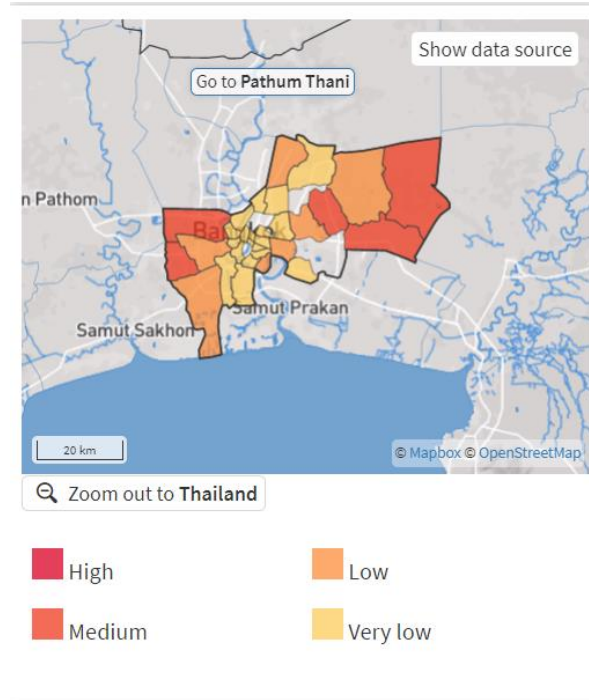 Show data source
Go to Pathum Thani
n Pathom
Samut Prakan
Samut Sakhon
20 km
© Mapbox © OpenStreetMap
Zoom out to Thailand
High
Low
Medium
Very low